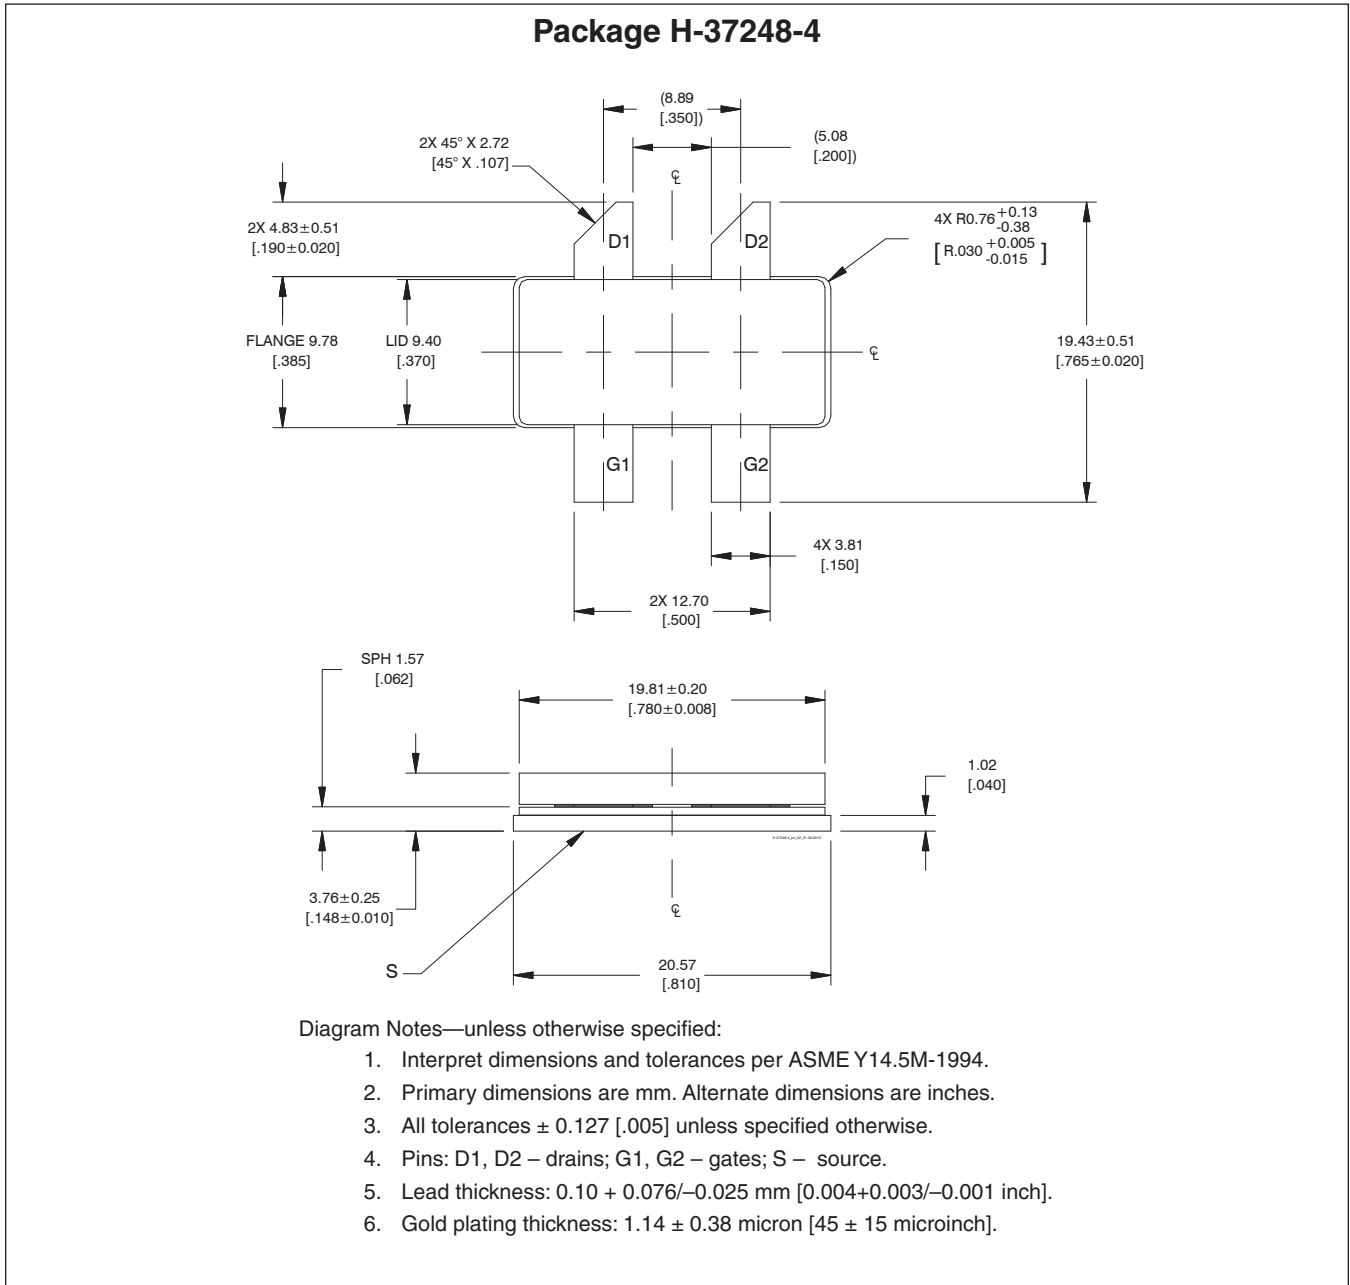 Package H-37248-4
(8.89
[.350])
2X 45° X 2.72
[45° X .107]
(5.08
[.200])
℄
2X 4.83±0.51
[.190±0.020]
4X R0.76 +0.13
-0.38
[ R.030 +0.005
-0.015 ]
D1
D2
FLANGE 9.78
[.385]
LID 9.40
[.370]
℄
19.43±0.51
[.765±0.020]
G1
G2
4X 3.81
[.150]
2X 12.70
[.500]
SPH 1.57
[.062]
19.81±0.20
[.780±0.008]
1.02
[.040]
3.76±0.25
[.148±0.010]
℄
S
20.57
[.810]
Diagram Notes—unless otherwise specified:
1. Interpret dimensions and tolerances per ASME Y14.5M-1994.
2. Primary dimensions are mm. Alternate dimensions are inches.
3. All tolerances ± 0.127 [.005] unless specified otherwise.
4. Pins: D1, D2 – drains; G1, G2 – gates; S – source.
5. Lead thickness: 0.10 + 0.076/–0.025 mm [0.004+0.003/–0.001 inch].
6. Gold plating thickness: 1.14 ± 0.38 micron [45 ± 15 microinch].